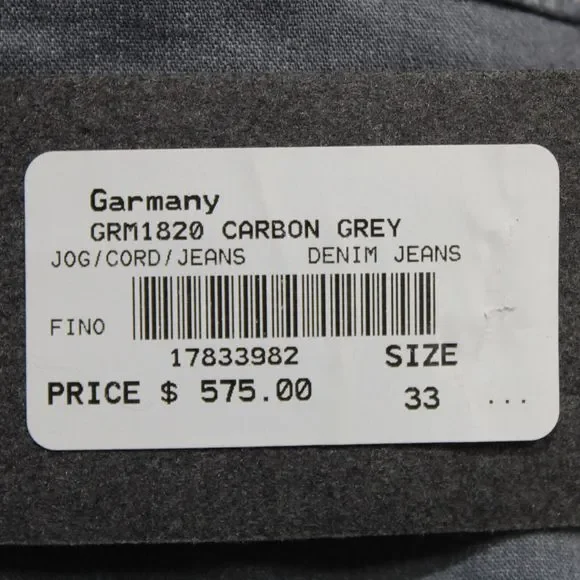 Garmany
GRM1820 CARBON GREY
JOG/CORD/JEANS DENIM JEANS
FINO
17833982 SIZE
PRICE $ 575.00 33 ...